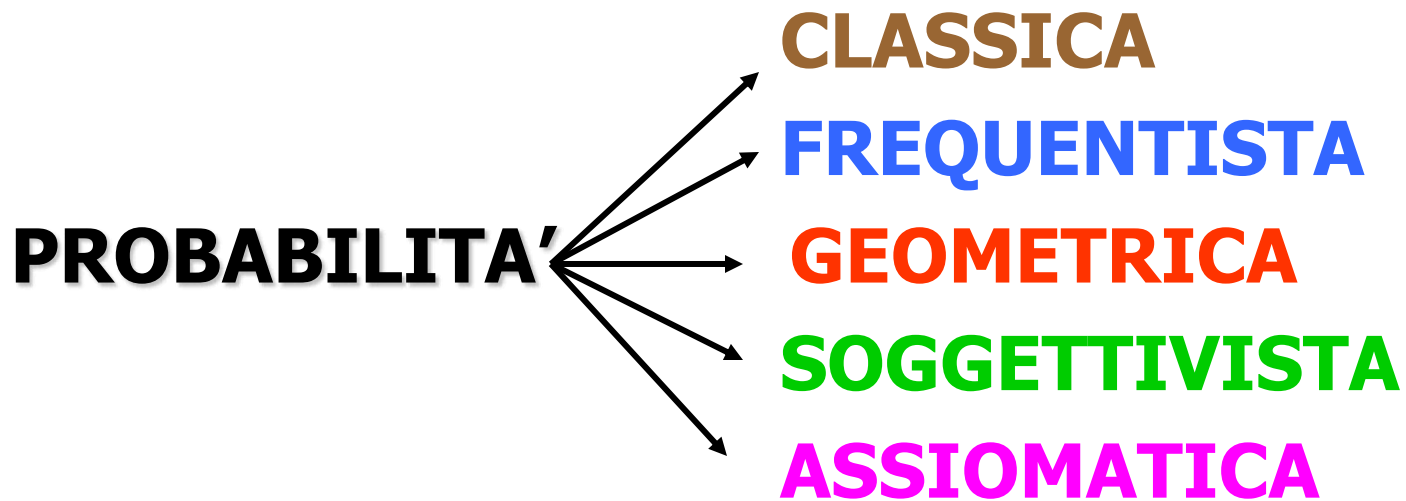 CLASSICA
FREQUENTISTA
PROBABILITA’
GEOMETRICA
SOGGETTIVISTA
ASSIOMATICA